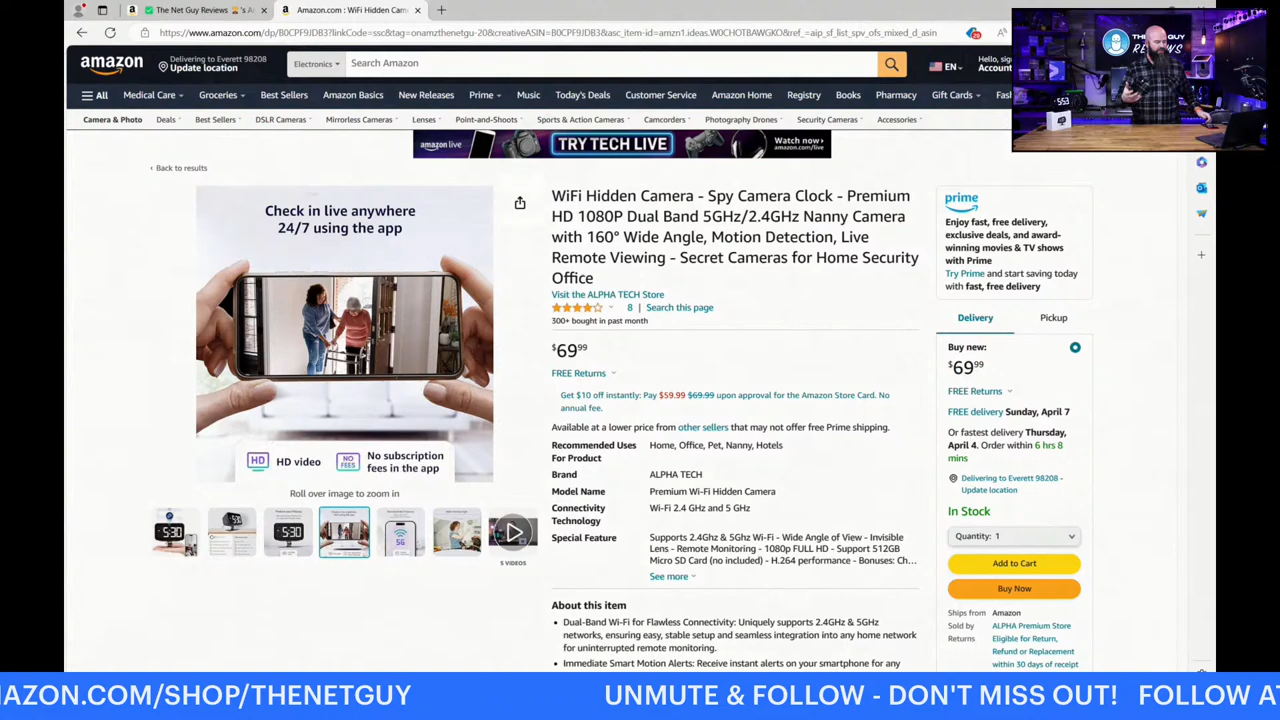 The Net Guy Reviews 's A
Amazon.com : WiFi Hidden Cam
https://www.amazon.com/dp/B0CPF9JDB3?linkCode=ssc&tag=onamzthenetgu-20&creativeASIN=B0CPF9JDB3&asc_item-id=amzn1.ideas.W0CHOTBAWGKO&ref_=aip_sf_list_spv_ofs_mixed_d_asin
amazon
Delivering to Everett 98208
Update location
Electronics
Search Amazon
EN
Hello, sig
Account
All
Medical Care
Groceries
Best Sellers
Amazon Basics
New Releases
Prime
Music
Today's Deals
Customer Service
Amazon Home
Registry
Books
Pharmacy
Gift Cards
Fas
Camera & Photo
Deals
Best Sellers
DSLR Cameras
Mirrorless Cameras
Lenses
Point-and-Shoots
Sports & Action Cameras
Camcorders
Photography Drones
Security Cameras
Accessories
amazon live
TRY TECH LIVE
Watch now
‹ Back to results
Check in live anywhere
24/7 using the app
HD
HD video
NO FEES
No subscription
fees in the app
Roll over image to zoom in
5:30
5G
5 VIDEOS
WiFi Hidden Camera - Spy Camera Clock - Premium
HD 1080P Dual Band 5GHz/2.4GHz Nanny Camera
with 160° Wide Angle, Motion Detection, Live
Remote Viewing - Secret Cameras for Home Security
Office
Visit the ALPHA TECH Store
8 | Search this page
300+ bought in past month
$69 99
FREE Returns
Get $10 off instantly: Pay $59.99 $69.99 upon approval for the Amazon Store Card. No
annual fee.
Available at a lower price from other sellers that may not offer free Prime shipping.
Recommended Uses For Product
Home, Office, Pet, Nanny, Hotels
Brand
ALPHA TECH
Model Name
Premium Wi-Fi Hidden Camera
Connectivity Technology
Wi-Fi 2.4 GHz and 5 GHz
Special Feature
Supports 2.4Ghz & 5Ghz Wi-Fi - Wide Angle of View - Invisible
Lens - Remote Monitoring - 1080p FULL HD - Support 512GB
Micro SD Card (no included) - H.264 performance - Bonuses: Ch...
See more
About this item
• Dual-Band Wi-Fi for Flawless Connectivity: Uniquely supports 2.4GHz & 5GHz
networks, ensuring easy, stable setup and seamless integration into any home network
for uninterrupted remote monitoring.
• Immediate Smart Motion Alerts: Receive instant alerts on your smartphone for any
prime
Enjoy fast, free delivery,
exclusive deals, and award-
winning movies & TV shows
with Prime
Try Prime and start saving today
with fast, free delivery
Delivery
Pickup
Buy new:
$69 99
FREE Returns
FREE delivery Sunday, April 7
Or fastest delivery Thursday,
April 4. Order within 6 hrs 8
mins
Delivering to Everett 98208 -
Update location
In Stock
Quantity: 1
Add to Cart
Buy Now
Ships from
Amazon
Sold by
ALPHA Premium Store
Returns
Eligible for Return,
Refund or Replacement
within 30 days of receipt
5:53
MAZON.COM/SHOP/THENETGUY
UNMUTE & FOLLOW - DON'T MISS OUT!
FOLLOW AT